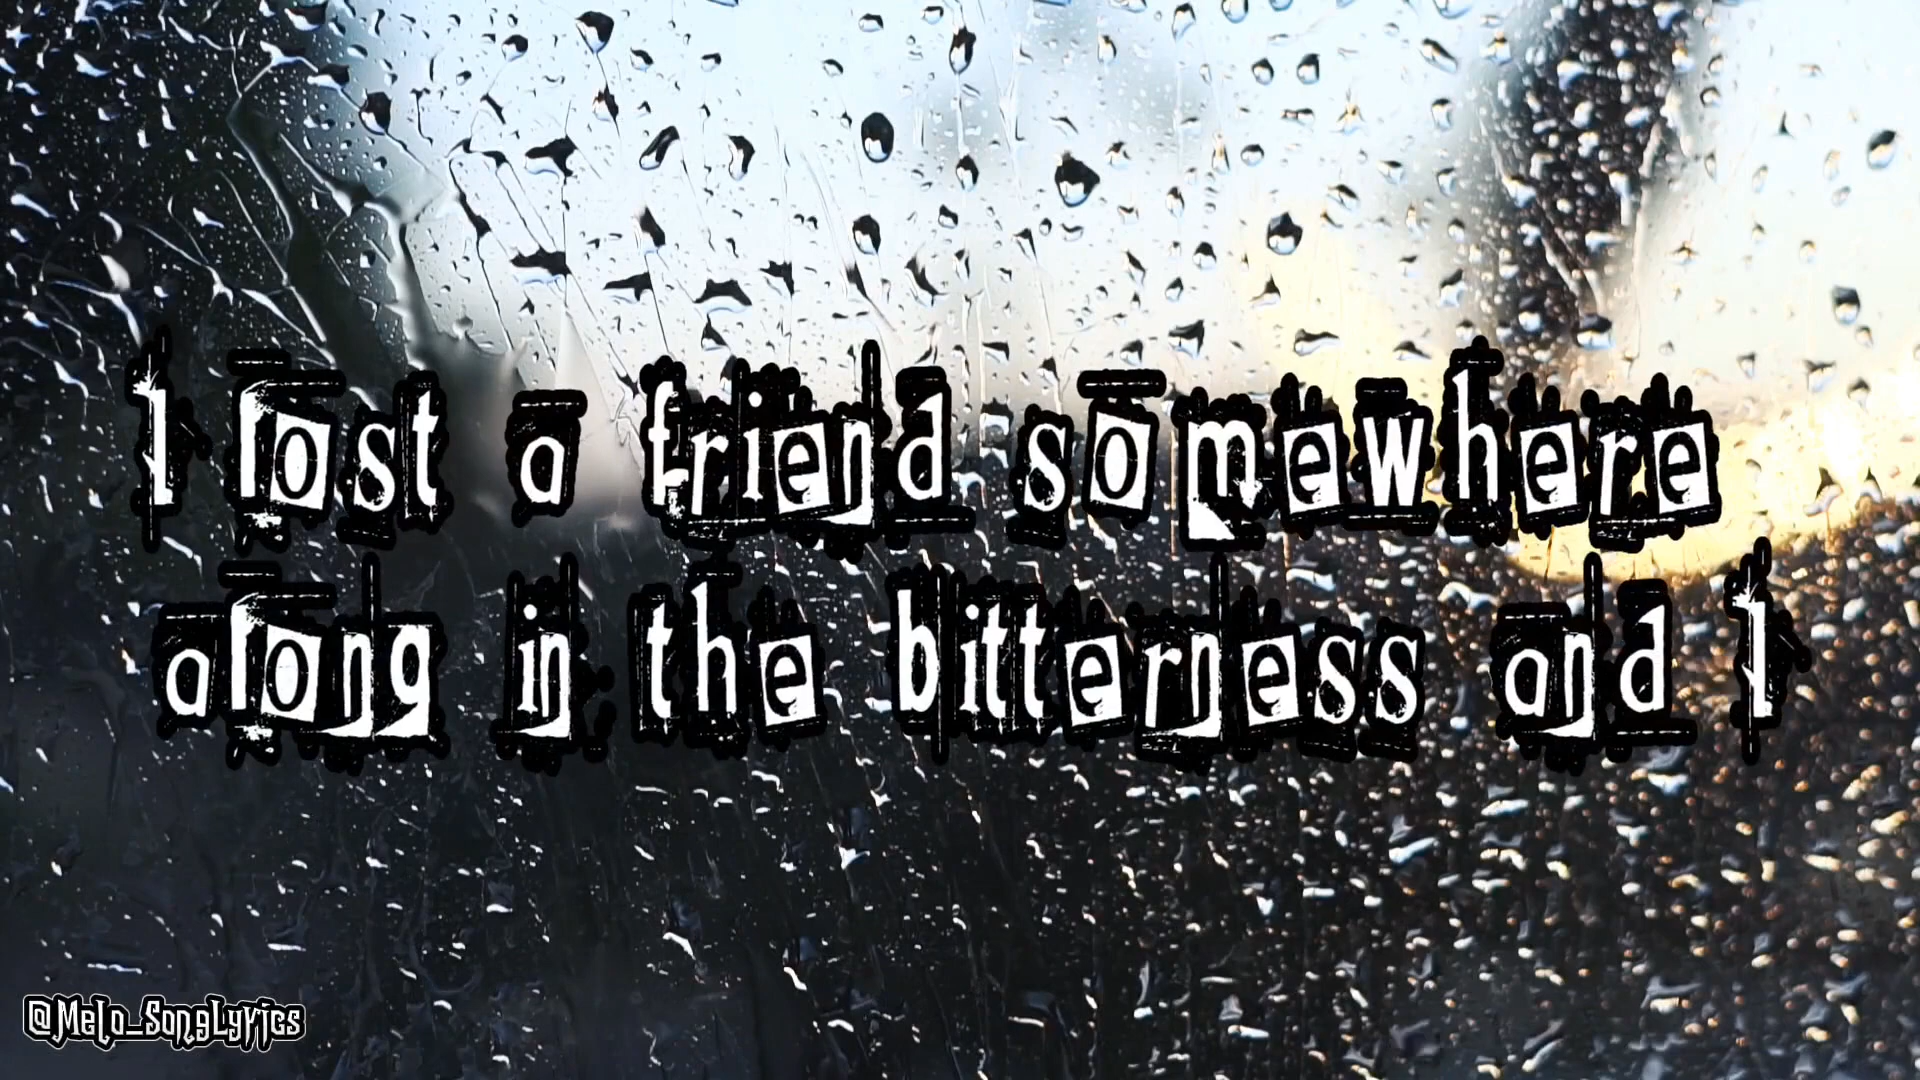 I lost a friend somewhere
along in the bitterness and I
@Melo_SongLyrics